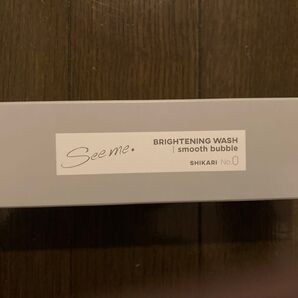 See me.
BRIGHTENING WASH
| smooth bubble
SHIKARI No.0